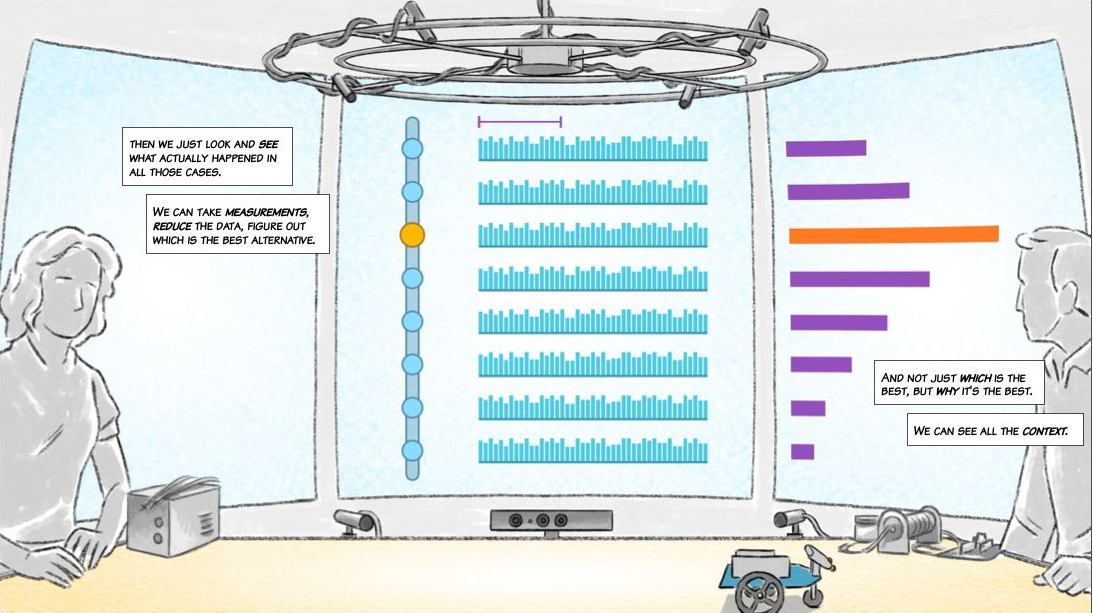 THEN WE JUST LOOK AND SEE
WHAT ACTUALLY HAPPENED IN
ALL THOSE CASES.
WE CAN TAKE MEASUREMENTS,
REDUCE THE DATA, FIGURE OUT
WHICH IS THE BEST ALTERNATIVE.
AND NOT JUST WHICH IS THE
BEST, BUT WHY IT'S THE BEST.
WE CAN SEE ALL THE CONTEXT.